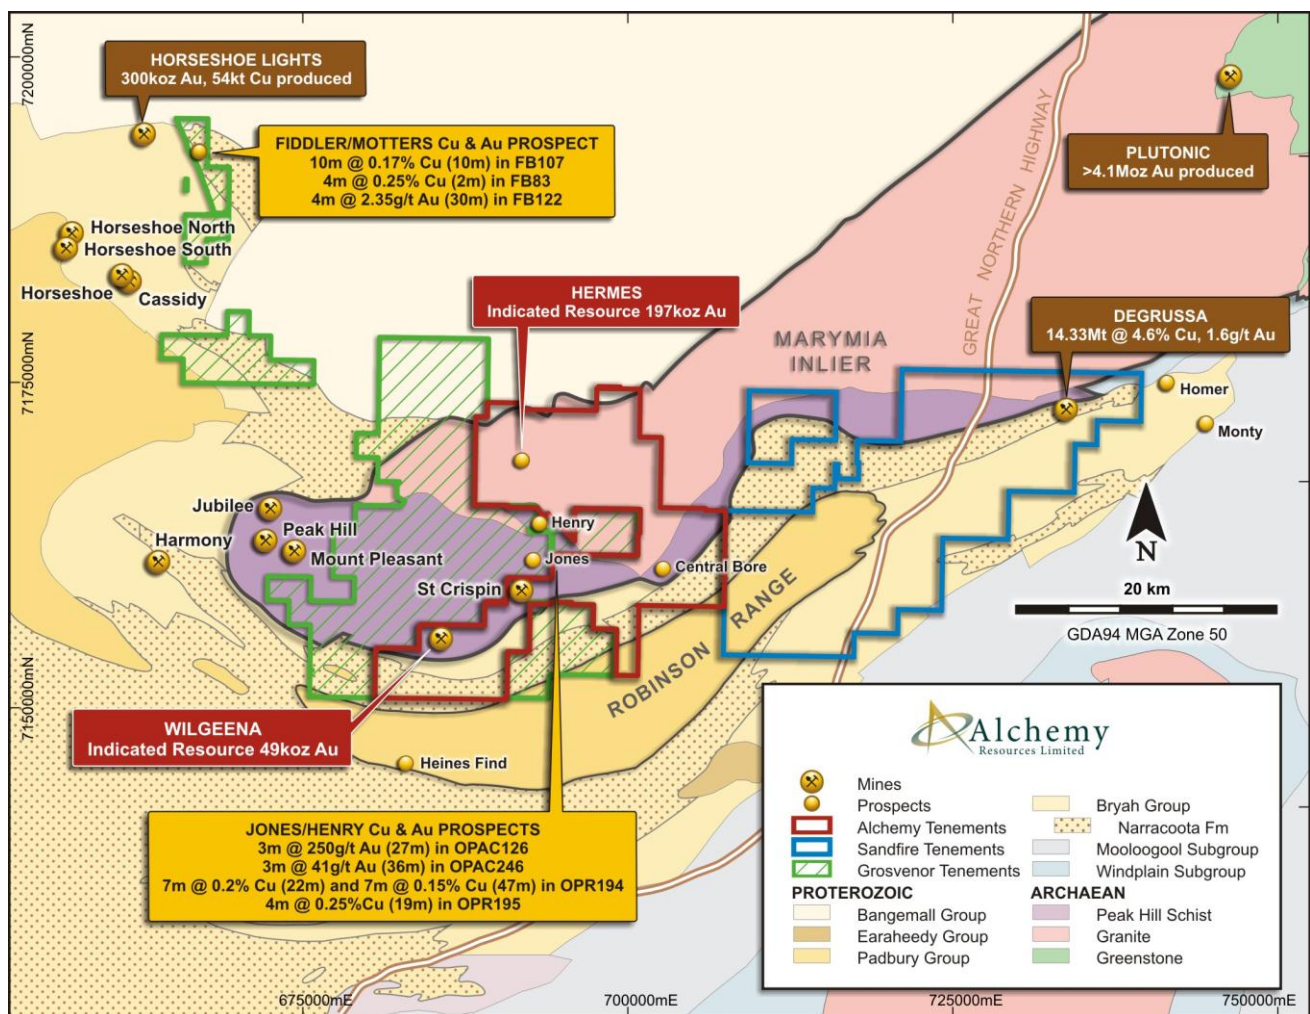 7200000mN
7175000mN
7150000mN
HORSESHOE LIGHTS
300koz Au, 54kt Cu produced
FIDDLER/MOTTERS Cu & Au PROSPECT
10m @ 0.17% Cu (10m) in FB107
4m @ 0.25% Cu (2m) in FB83
4m @ 2.35g/t Au (30m) in FB122
PLUTONIC
>4.1Moz Au produced
GREAT NORTHERN HIGHWAY
Horseshoe North
Horseshoe South
Horseshoe
Cassidy
HERMES
Indicated Resource 197koz Au
DEGRUSSA
14.33Mt @ 4.6% Cu, 1.6g/t Au
MARYMIA
INLIER
Homer
Monty
Jubilee
Peak Hill
Harmony
Mount Pleasant
Henry
Jones
St Crispin
Central Bore
ROBINSON RANGE
N
20 km
GDA94 MGA Zone 50
WILGEENA
Indicated Resource 49koz Au
Heines Find
JONES/HENRY Cu & Au PROSPECTS
3m @ 250g/t Au (27m) in OPAC126
3m @ 41g/t Au (36m) in OPAC246
7m @ 0.2% Cu (22m) and 7m @ 0.15% Cu (47m) in OPR194
4m @ 0.25%Cu (19m) in OPR195
Alchemy
Resources Limited
Mines
Prospects
Alchemy Tenements
Sandfire Tenements
Grosvenor Tenements
PROTEROZOIC
Bangemall Group
Earaheedy Group
Padbury Group
Bryah Group
Narracoota Fm
Mooloogool Subgroup
Windplain Subgroup
ARCHAEAN
Peak Hill Schist
Granite
Greenstone
675000mE
700000mE
725000mE
750000mE